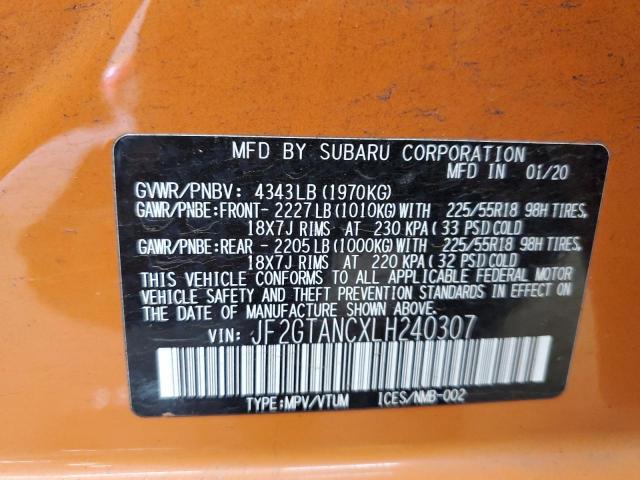 MFD BY SUBARU CORPORATION
MFD IN 01/20
GVWR/PNBV: 4343LB (1970KG)
GAWR/PNBE:FRONT- 2227LB (1010KG) WITH 225/55R18 98H TIRES,
18X7J RIMS AT 230 KPA ( 33 PSI) COLD
GAWR/PNBE:REAR - 2205LB (1000KG) WITH 225/55R18 98H TIRES,
18X7J RIMS AT 220 KPA ( 32 PSI) COLD
THIS VEHICLE CONFORMS TO ALL APPLICABLE FEDERAL MOTOR
VEHICLE SAFETY AND THEFT PREVENTION STANDARDS IN EFFECT ON
THE DATE OF MANUFACTURE SHOWN ABOVE.
VIN: JF2GTANCXLH240307
TYPE:MPV/VTUM ICES/NMB-002